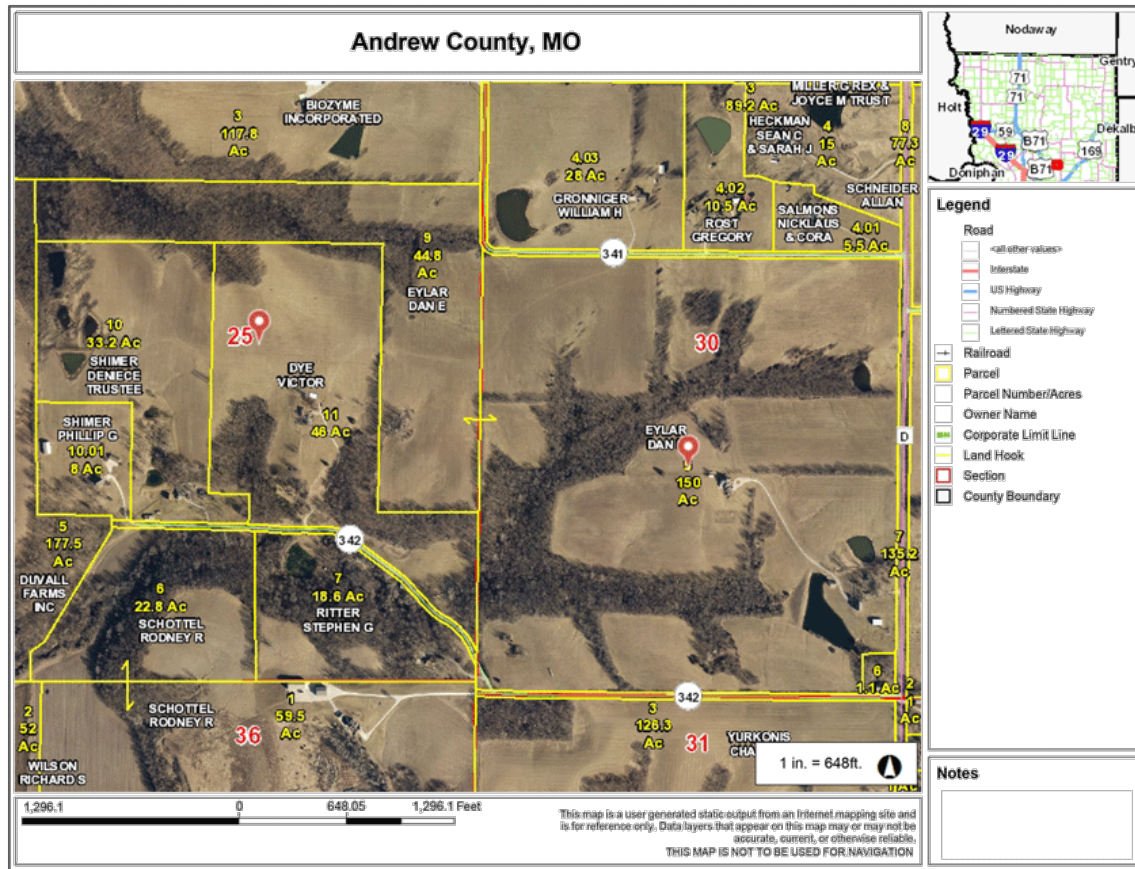 Andrew County, MO
3
117.8
Ac
BIOZYME
INCORPORATED
3
89.2 Ac
HECKMAN
SEAN C
& SARAH J
MILLER G REX &
JOYCE M TRUST
4
15
Ac
8
77.3
Ac
4.03
28 Ac
GRONNIGER
WILLIAM H
4.02
10.5 Ac
ROST
GREGORY
SALMONS
NICKLAUS
& CORA
SCHNEIDER
ALLAN
4.01
5.5 Ac
341
9
44.8
Ac
EYLAR
DAN E
10
33.2 Ac
SHIMER
DENIECE
TRUSTEE
25
DYE
VICTOR
11
46 Ac
30
SHIMER
PHILLIP G
10.01
8 Ac
EYLAR
DAN
150
Ac
D
5
177.5
Ac
DUVALL
FARMS
INC
342
7
135.2
Ac
6
22.8 Ac
SCHOTTEL
RODNEY R
7
18.6 Ac
RITTER
STEPHEN G
6
1.1 Ac
2
1
Ac
342
2
52
Ac
WILSON
RICHARD S
SCHOTTEL
RODNEY R
36
1
59.5
Ac
3
126.3
Ac
31
YURKONIS
CHA
Ac
1 in. = 648ft.
1,296.1
0
648.05
1,296.1 Feet
This map is a user generated static output from an Internet mapping site and
is for reference only. Data layers that appear on this map may or may not be
accurate, current, or otherwise reliable.
THIS MAP IS NOT TO BE USED FOR NAVIGATION
Nodaway
Gentry
71
71
Holt
29
59
B71
Dekalb
29
169
B71
Doniphan
Legend
Road
<all other values>
Interstate
US Highway
Numbered State Highway
Lettered State Highway
Railroad
Parcel
Parcel Number/Acres
Owner Name
Corporate Limit Line
Land Hook
Section
County Boundary
Notes